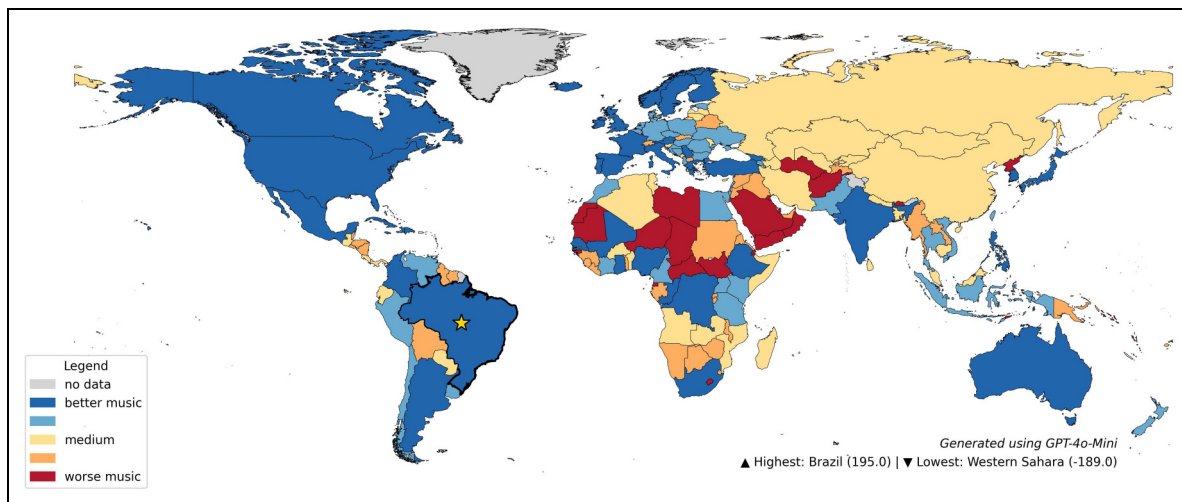 Legend
no data
better music
medium
worse music
Generated using GPT-4o-Mini
▲ Highest: Brazil (195.0) | ▼ Lowest: Western Sahara (-189.0)